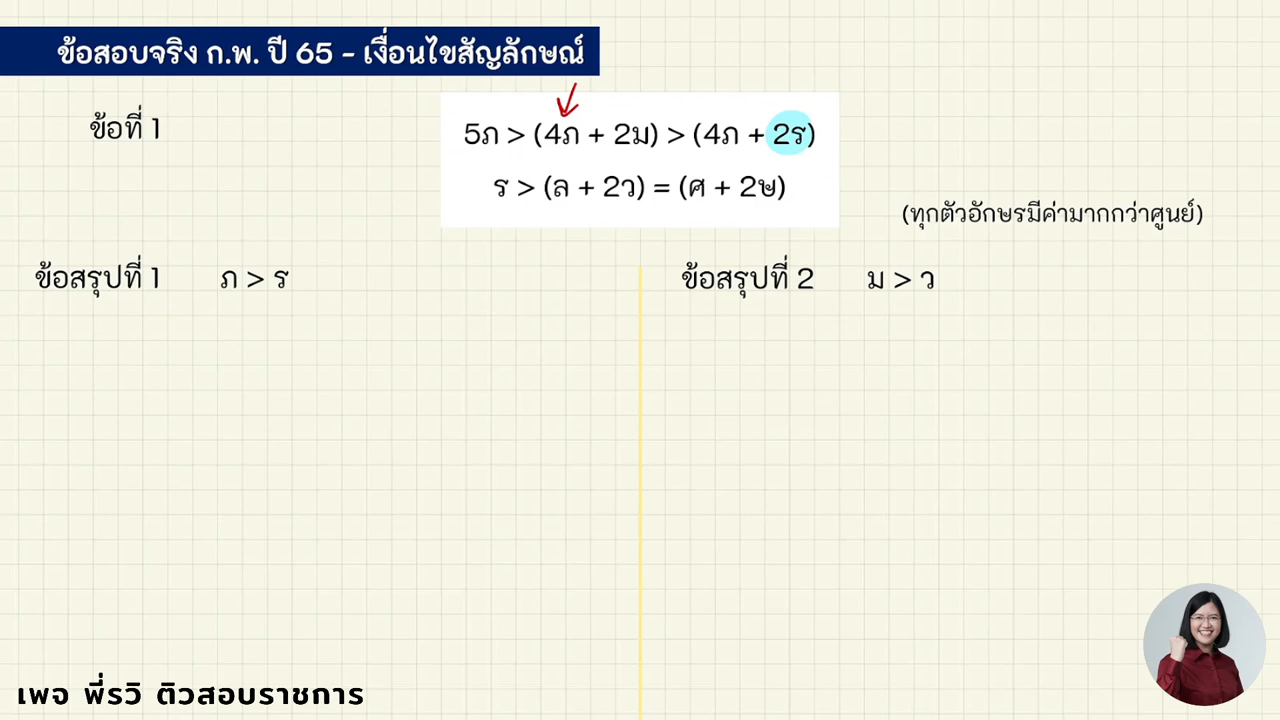 ข้อสอบจริง ก.พ. ปี 65 - เงื่อนไขสัญลักษณ์
ข้อที่ 1
5ภ > (4ภ + 2ม) > (4ภ + 2ร)
ร > (ล + 2ว) = (ศ + 2ษ)
(ทุกตัวอักษรมีค่ามากกว่าศูนย์)
ข้อสรุปที่ 1 ภ > ร
ข้อสรุปที่ 2 ม > ว
เพจ พี่รวิ ติวสอบราชการ